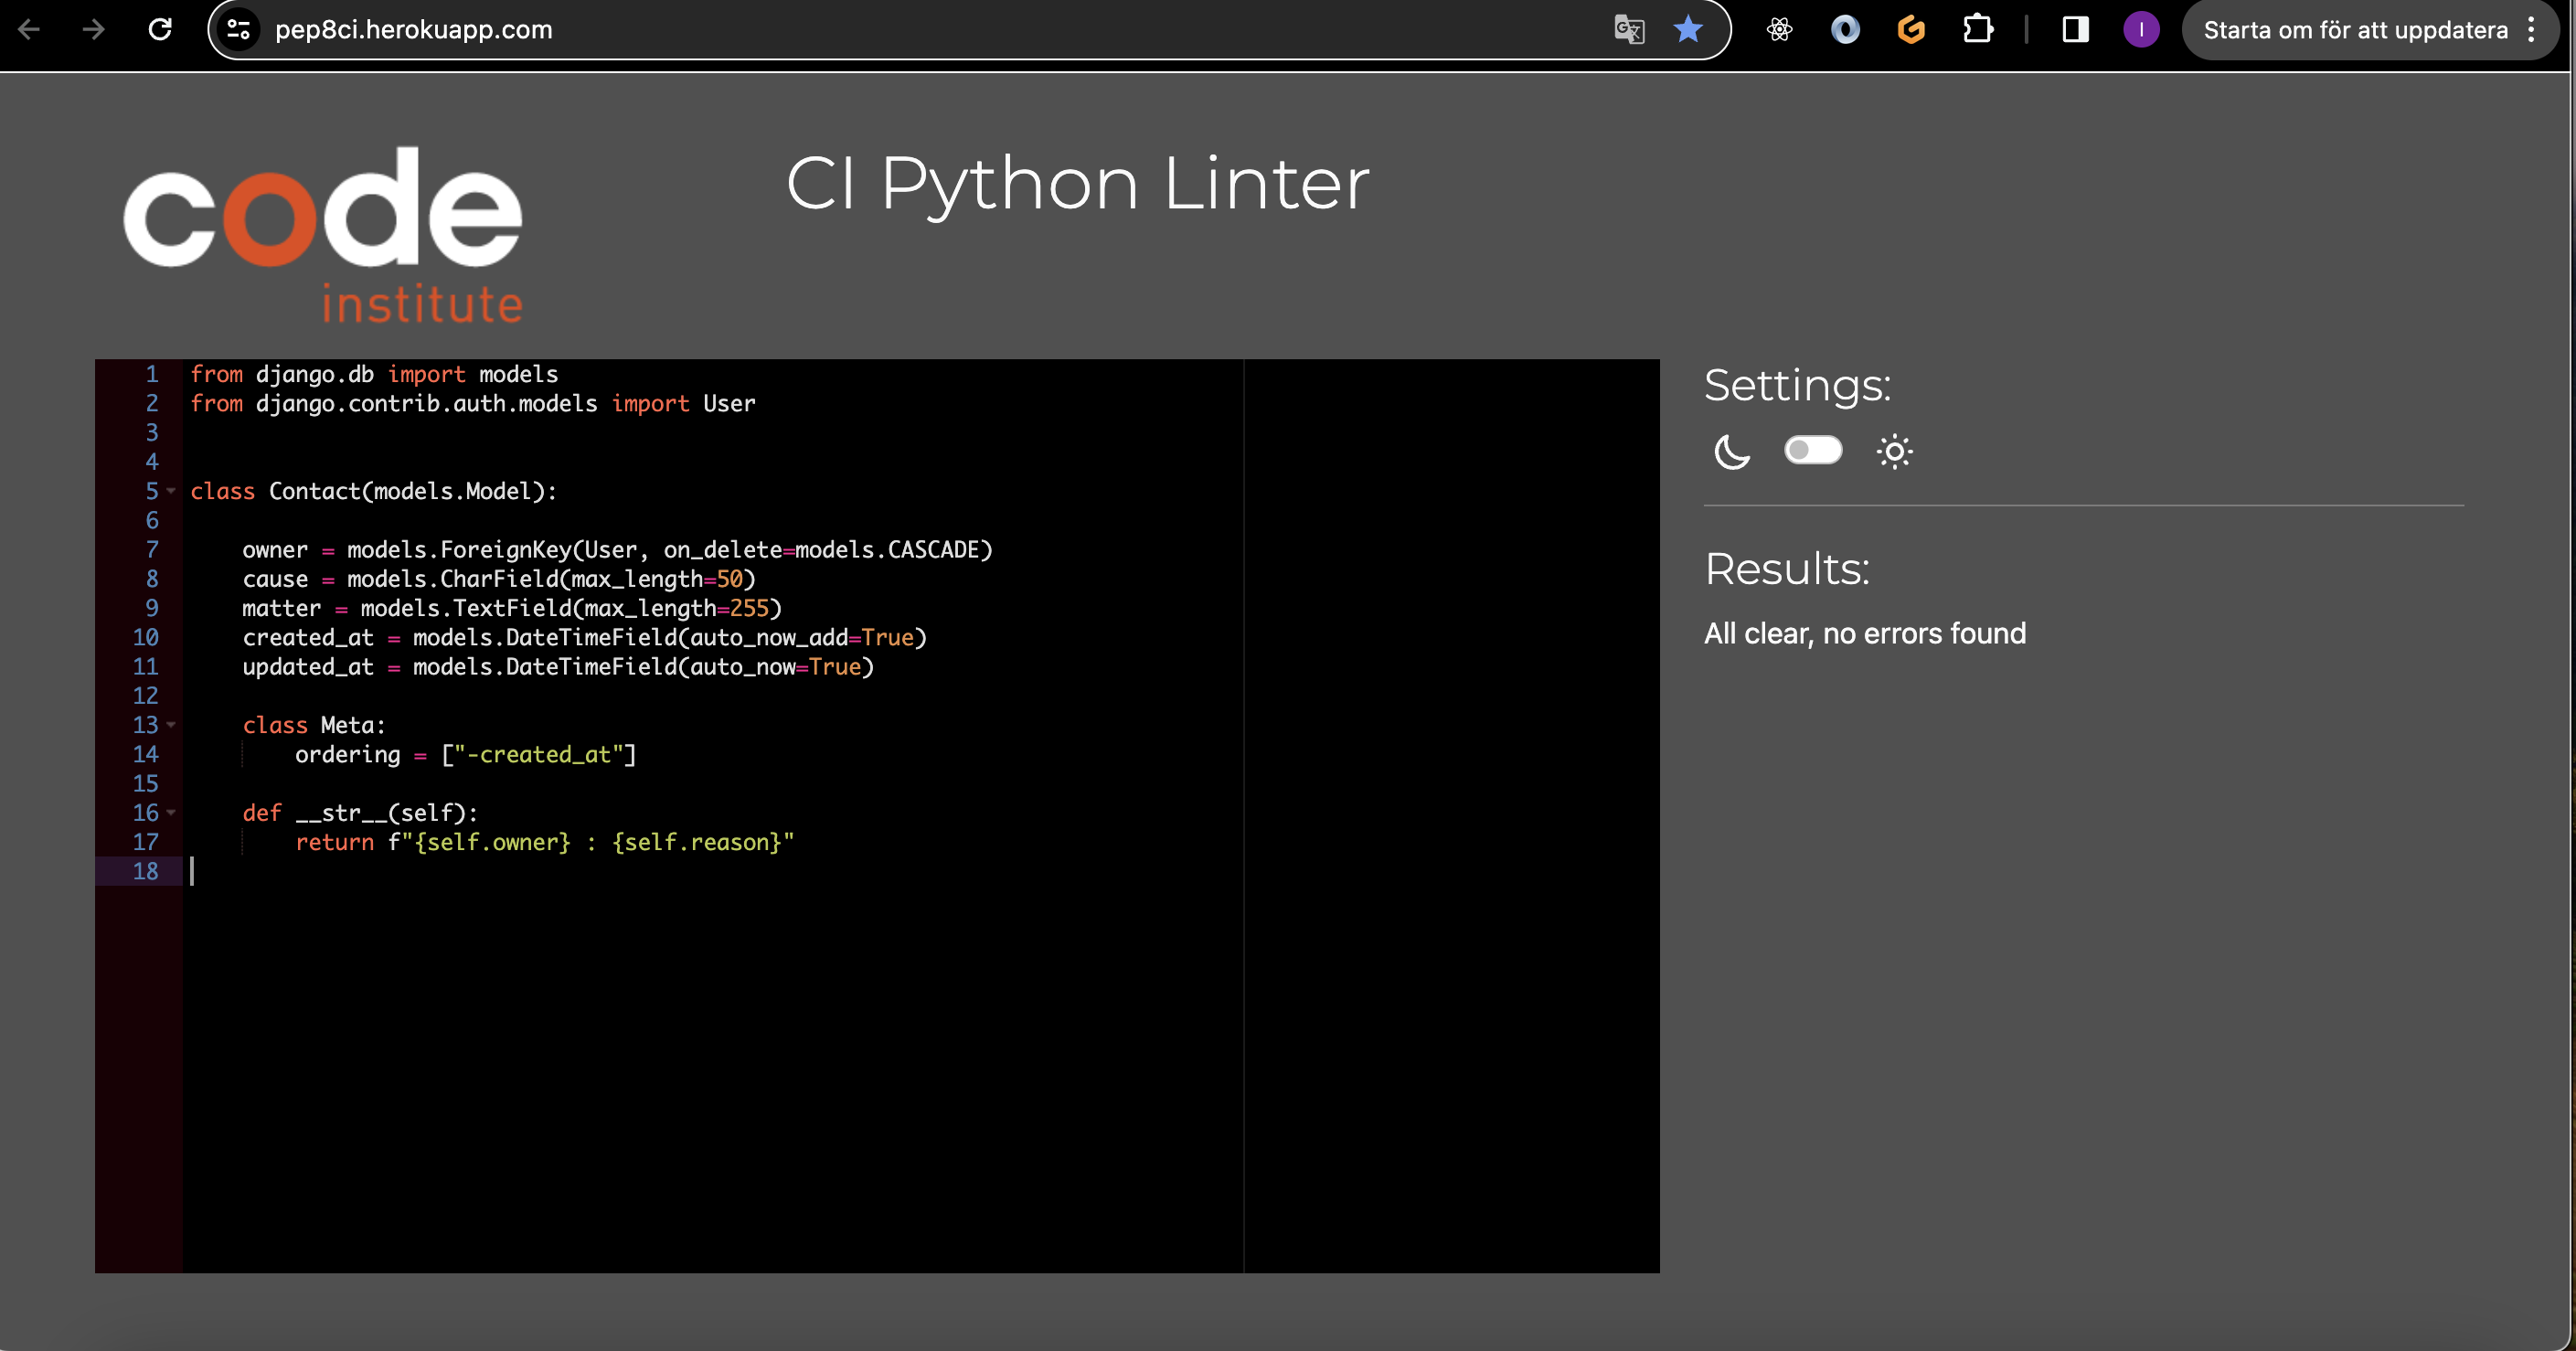 pep8ci.herokuapp.com
Starta om för att uppdatera
I
code
institute
CI Python Linter
1 from django.db import models
2 from django.contrib.auth.models import User
3
4
5 class Contact(models.Model):
6
7     owner = models.ForeignKey(User, on_delete=models.CASCADE)
8     cause = models.CharField(max_length=50)
9     matter = models.TextField(max_length=255)
10     created_at = models.DateTimeField(auto_now_add=True)
11     updated_at = models.DateTimeField(auto_now=True)
12
13     class Meta:
14         ordering = ["-created_at"]
15
16     def __str__(self):
17         return f"{self.owner} : {self.reason}"
18
Settings:
Results:
All clear, no errors found